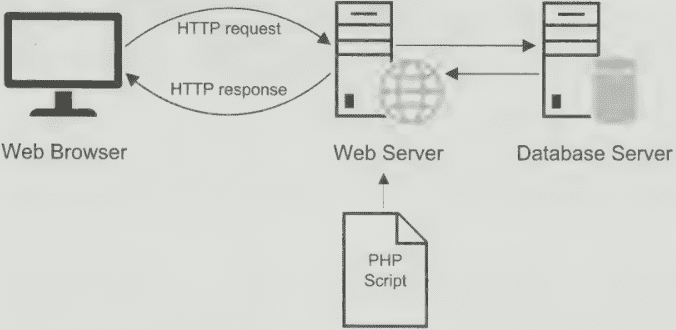 HTTP request
HTTP response
Web Browser
Web Server
Database Server
PHP
Script